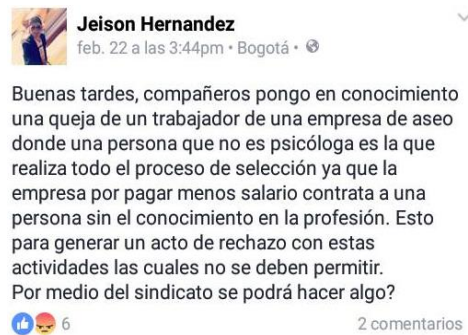 Jeison Hernandez
feb. 22 a las 3:44pm • Bogotá •
Buenas tardes, compañeros pongo en conocimiento
una queja de un trabajador de una empresa de aseo
donde una persona que no es psicóloga es la que
realiza todo el proceso de selección ya que la
empresa por pagar menos salario contrata a una
persona sin el conocimiento en la profesión. Esto
para generar un acto de rechazo con estas
actividades las cuales no se deben permitir.
Por medio del sindicato se podrá hacer algo?
6 2 comentarios